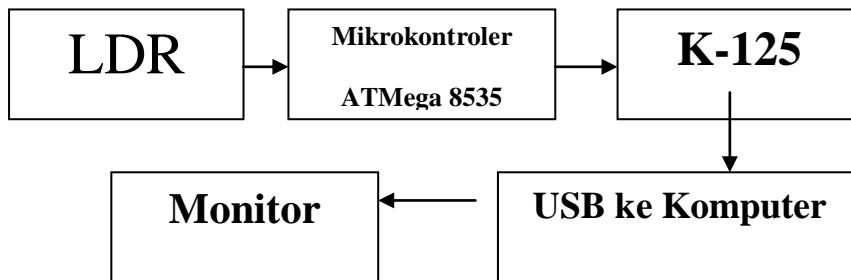 LDR
Mikrokontroler
ATMega 8535
K-125
USB ke Komputer
Monitor